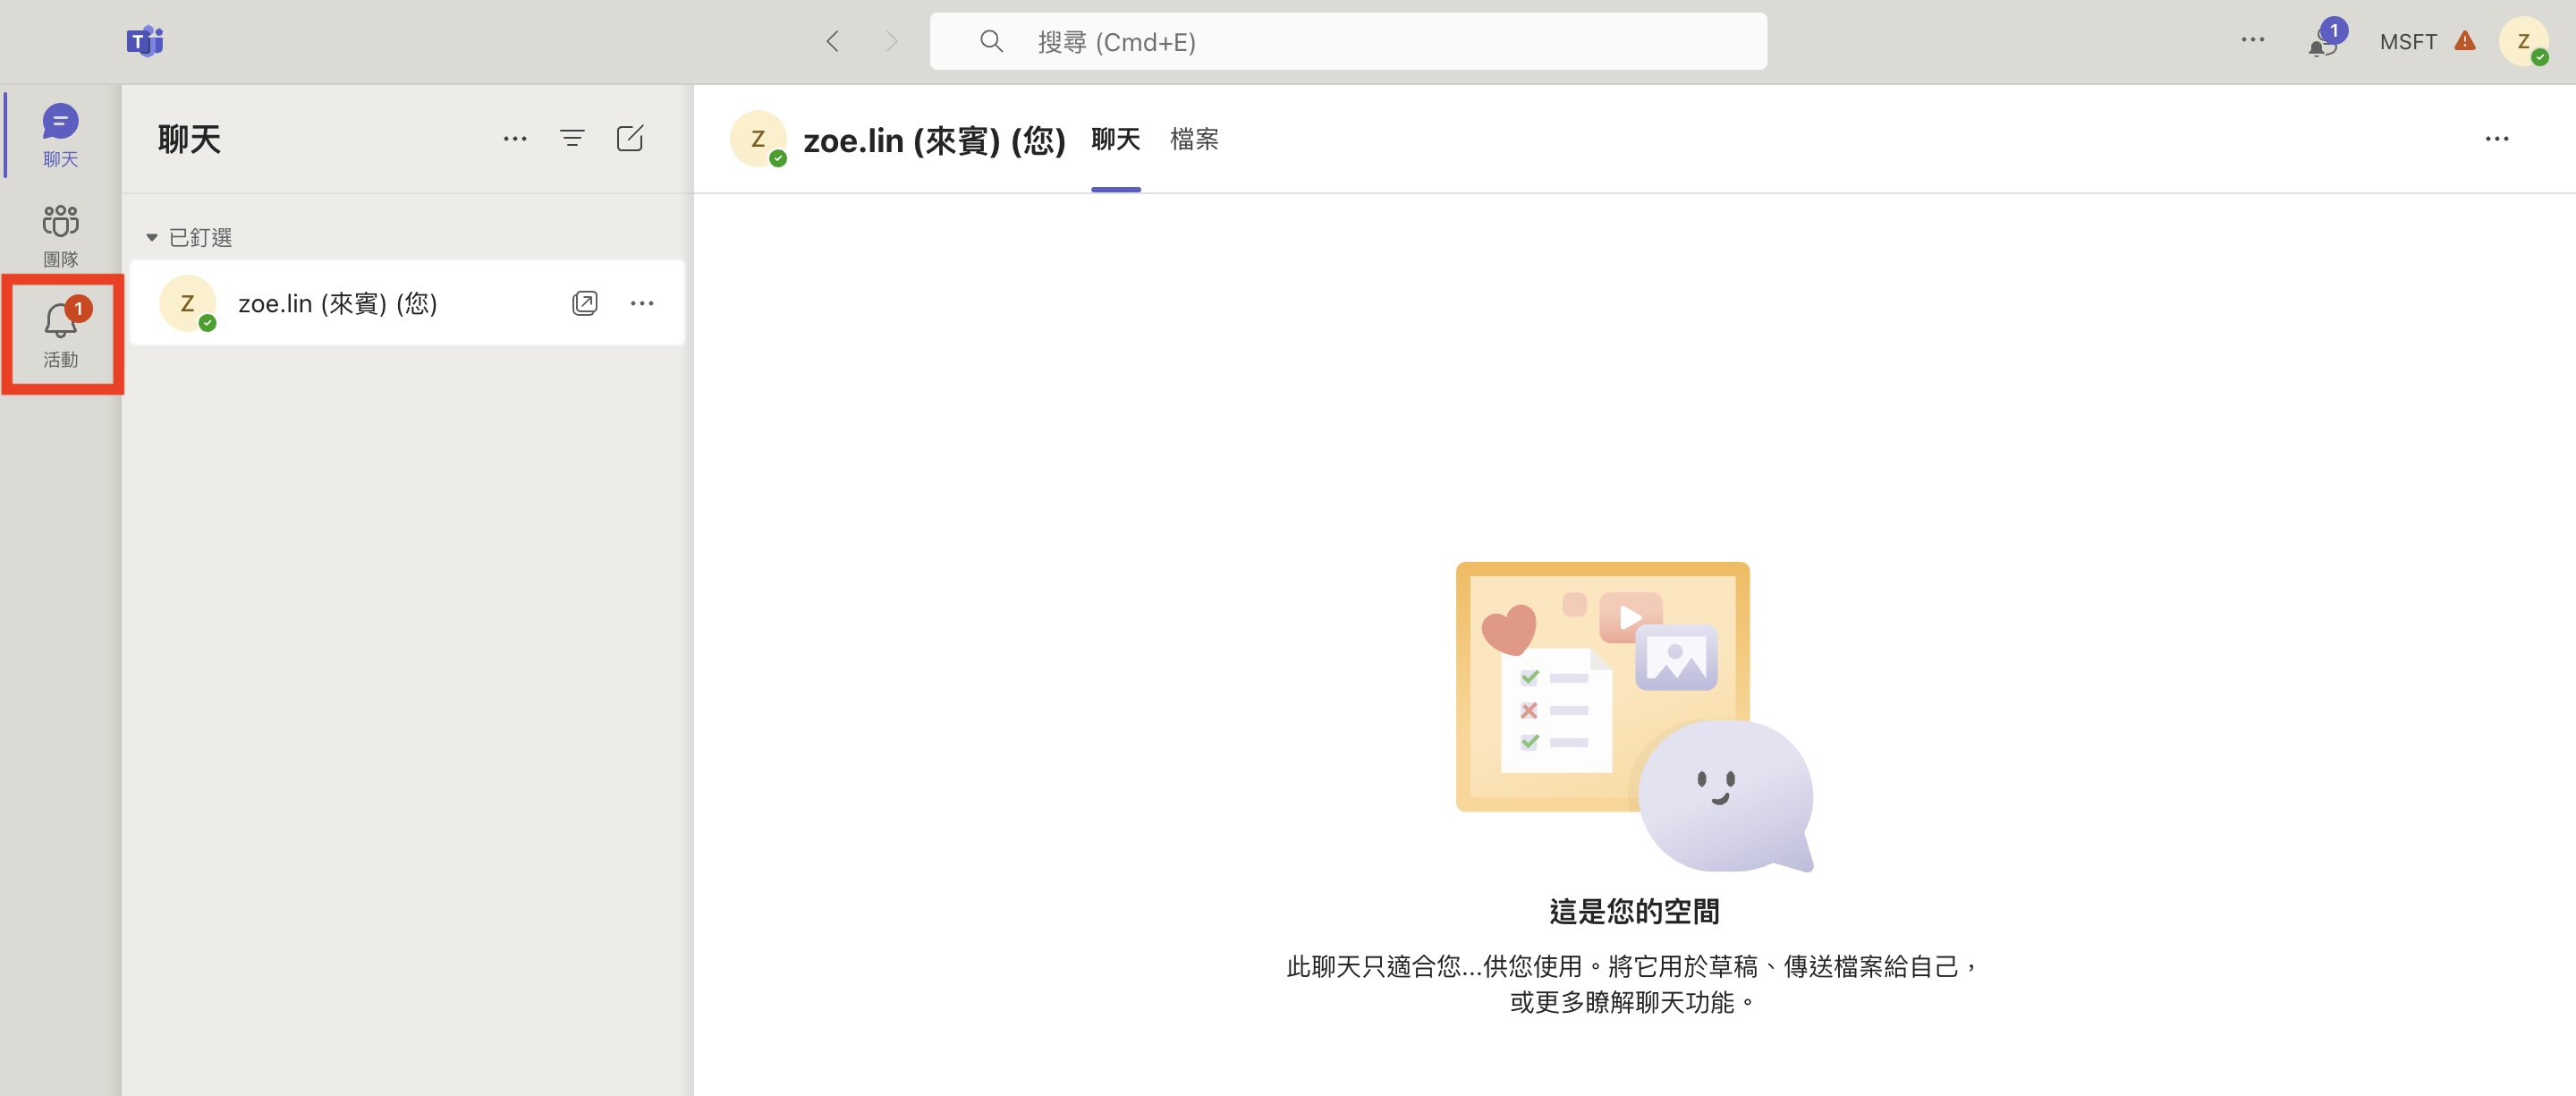 T
搜尋 (Cmd+E)
1
MSFT
Z
聊天
團隊
1
活動
聊天
已釘選
Z
zoe.lin (來賓) (您)
Z
zoe.lin (來賓) (您)
聊天
檔案
這是您的空間
此聊天只適合您...供您使用。將它用於草稿、傳送檔案給自己，
或更多瞭解聊天功能。